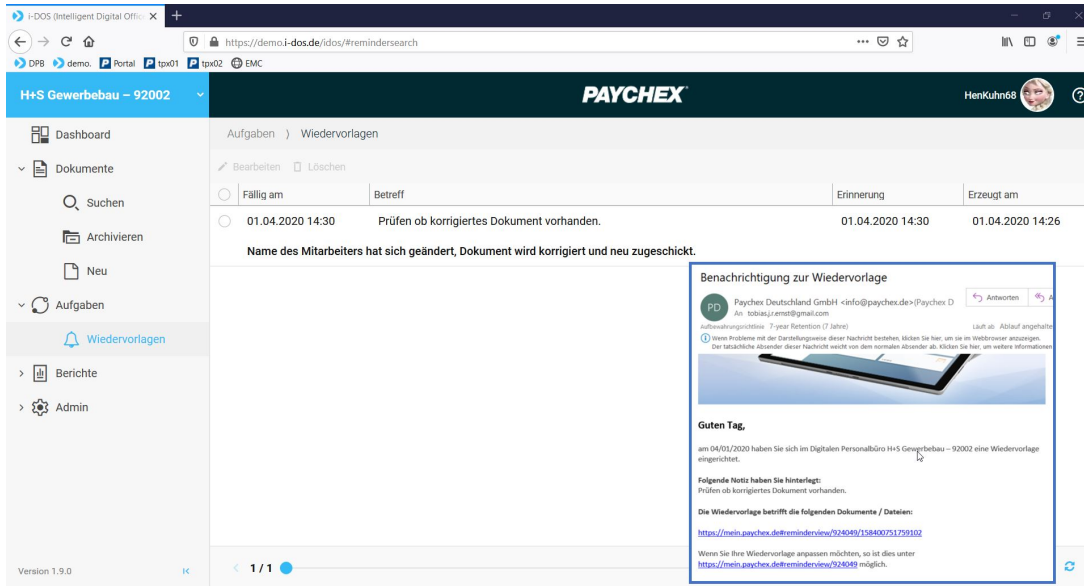 i-DOS (Intelligent Digital Offic
https://demo.i-dos.de/idos/#remindersearch
DPB demo. Portal tpx01 tpx02 EMC
H+S Gewerbebau – 92002
PAYCHEX
HenKuhn68
Dashboard
Dokumente
Suchen
Archivieren
Neu
Aufgaben
Wiedervorlagen
Berichte
Admin
Version 1.9.0
Aufgaben ) Wiedervorlagen
Bearbeiten Löschen
Fällig am Betreff Erinnerung Erzeugt am
01.04.2020 14:30 Prüfen ob korrigiertes Dokument vorhanden. 01.04.2020 14:30 01.04.2020 14:26
Name des Mitarbeiters hat sich geändert, Dokument wird korrigiert und neu zugeschickt.
Benachrichtigung zur Wiedervorlage
PD
Paychex Deutschland GmbH <info@paychex.de>(Paychex D
An tobias.j.r.ernst@gmail.com
Antworten A
Aufbewahrungsrichtlinie 7-year Retention (7 Jahre) Läuft ab Ablauf angehalte
Wenn Probleme mit der Darstellungsweise dieser Nachricht bestehen, klicken Sie hier, um sie im Webbrowser anzuzeigen.
Der tatsächliche Absender dieser Nachricht weicht von dem normalen Absender ab. Klicken Sie hier, um weitere Informationen
Guten Tag,
am 04/01/2020 haben Sie sich im Digitalen Personalbüro H+S Gewerbebau – 92002 eine Wiedervorlage
eingerichtet.
Folgende Notiz haben Sie hinterlegt:
Prüfen ob korrigiertes Dokument vorhanden.
Die Wiedervorlage betrifft die folgenden Dokumente / Dateien:
https://mein.paychex.de#reminderview/924049/158400751759102
Wenn Sie Ihre Wiedervorlage anpassen möchten, so ist dies unter
https://mein.paychex.de#reminderview/924049 möglich.
1 / 1